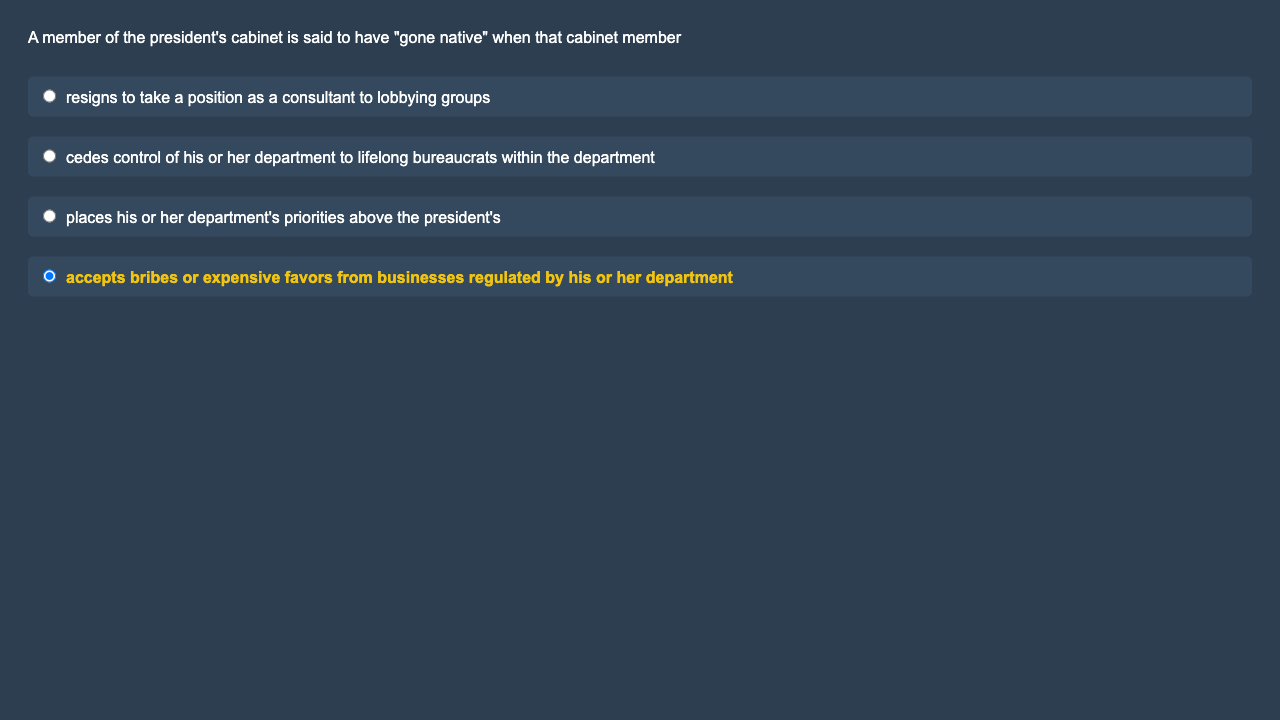 A member of the president's cabinet is said to have "gone native" when that cabinet member
resigns to take a position as a consultant to lobbying groups
cedes control of his or her department to lifelong bureaucrats within the department
places his or her department's priorities above the president's
accepts bribes or expensive favors from businesses regulated by his or her department